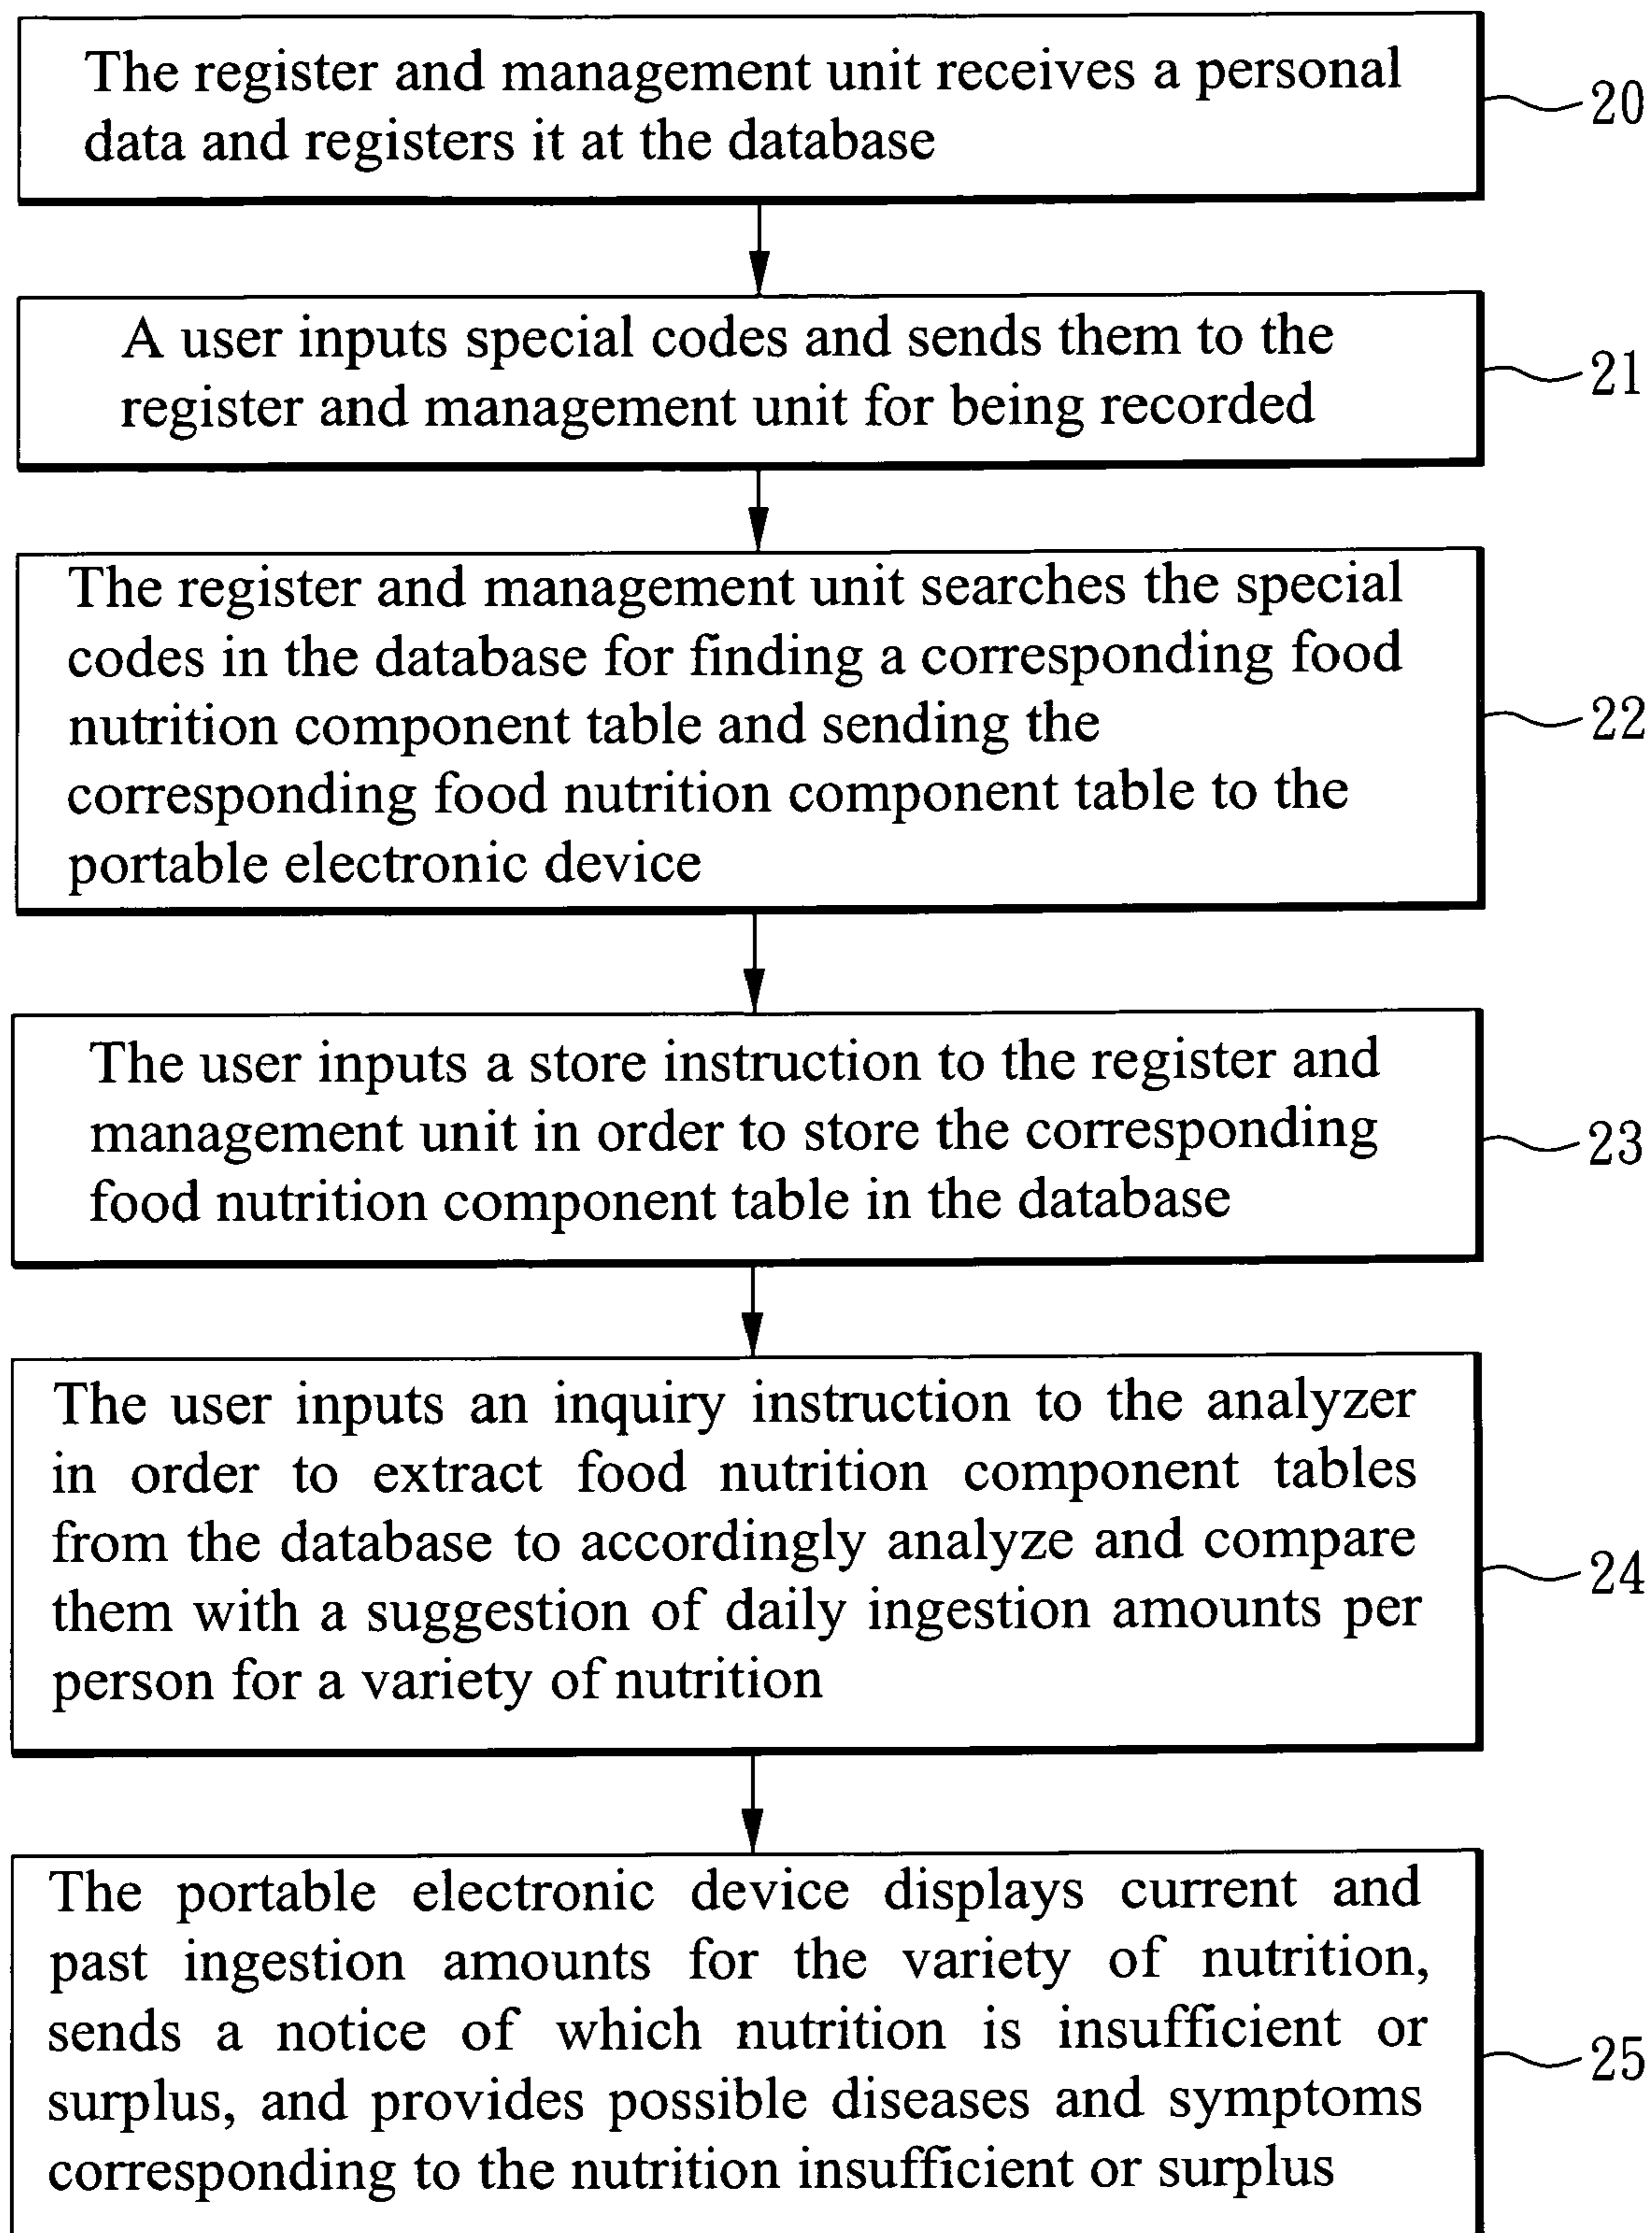 The register and management unit receives a personal
data and registers it at the database
20
A user inputs special codes and sends them to the
register and management unit for being recorded
21
The register and management unit searches the special
codes in the database for finding a corresponding food
nutrition component table and sending the
corresponding food nutrition component table to the
portable electronic device
22
The user inputs a store instruction to the register and
management unit in order to store the corresponding
food nutrition component table in the database
23
The user inputs an inquiry instruction to the analyzer
in order to extract food nutrition component tables
from the database to accordingly analyze and compare
them with a suggestion of daily ingestion amounts per
person for a variety of nutrition
24
The portable electronic device displays current and
past ingestion amounts for the variety of nutrition,
sends a notice of which nutrition is insufficient or
surplus, and provides possible diseases and symptoms
corresponding to the nutrition insufficient or surplus
25